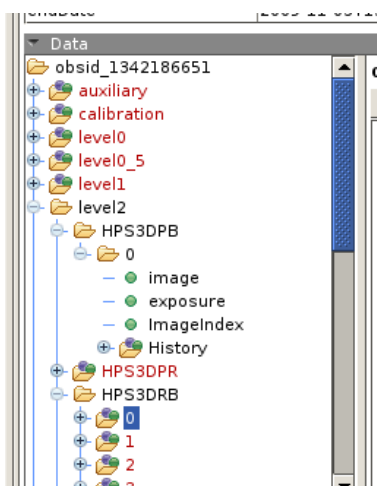 Data
obsid_1342186651
auxiliary
calibration
level0
level0_5
level1
level2
HPS3DPB
0
image
exposure
ImageIndex
History
HPS3DPR
HPS3DRB
0
1
2